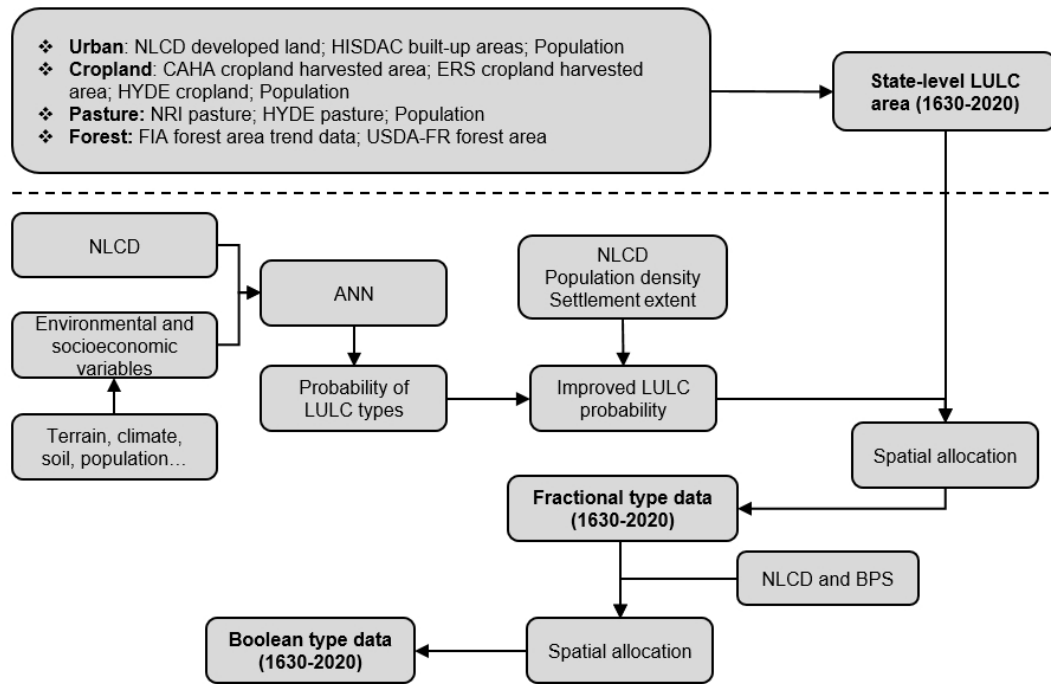 ❖ Urban: NLCD developed land; HISDAC built-up areas; Population
❖ Cropland: CAHA cropland harvested area; ERS cropland harvested
area; HYDE cropland; Population
❖ Pasture: NRI pasture; HYDE pasture; Population
❖ Forest: FIA forest area trend data; USDA-FR forest area
State-level LULC
area (1630-2020)
NLCD
Environmental and
socioeconomic
variables
Terrain, climate,
soil, population…
ANN
Probability of
LULC types
NLCD
Population density
Settlement extent
Improved LULC
probability
Spatial allocation
Fractional type data
(1630-2020)
NLCD and BPS
Spatial allocation
Boolean type data
(1630-2020)